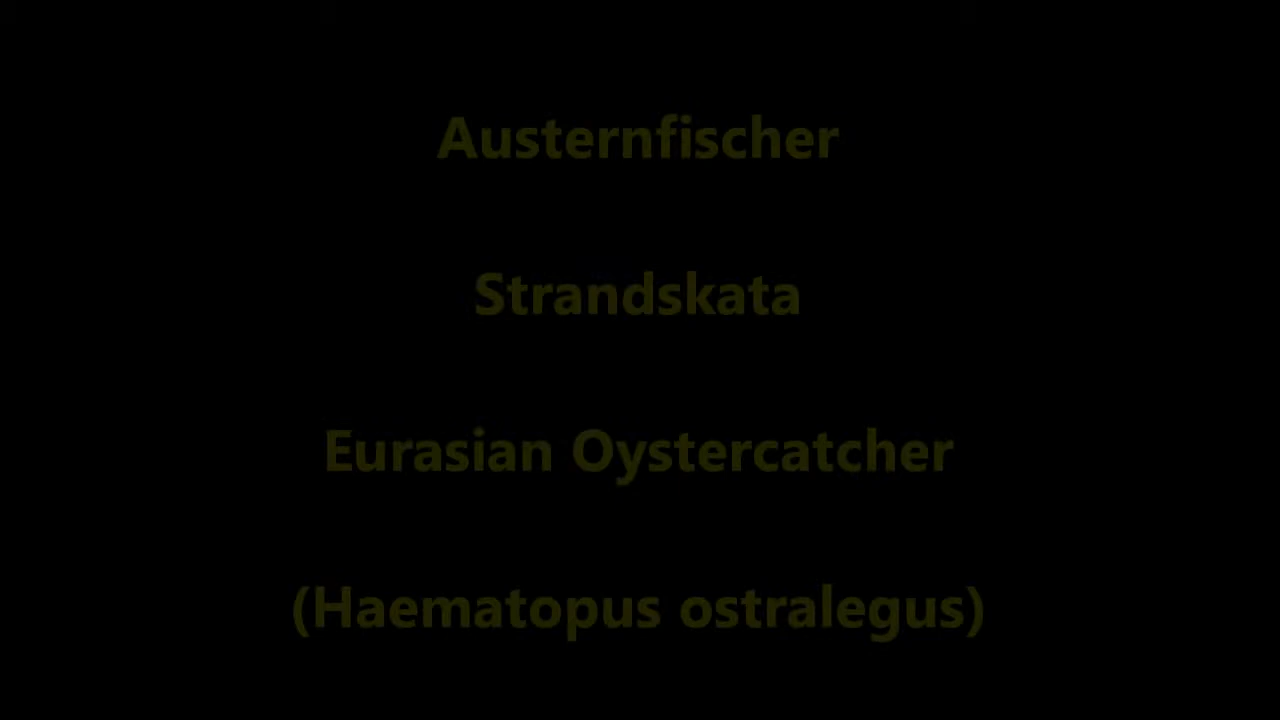 Austernfischer
Strandskata
Eurasian Oystercatcher
(Haematopus ostralegus)